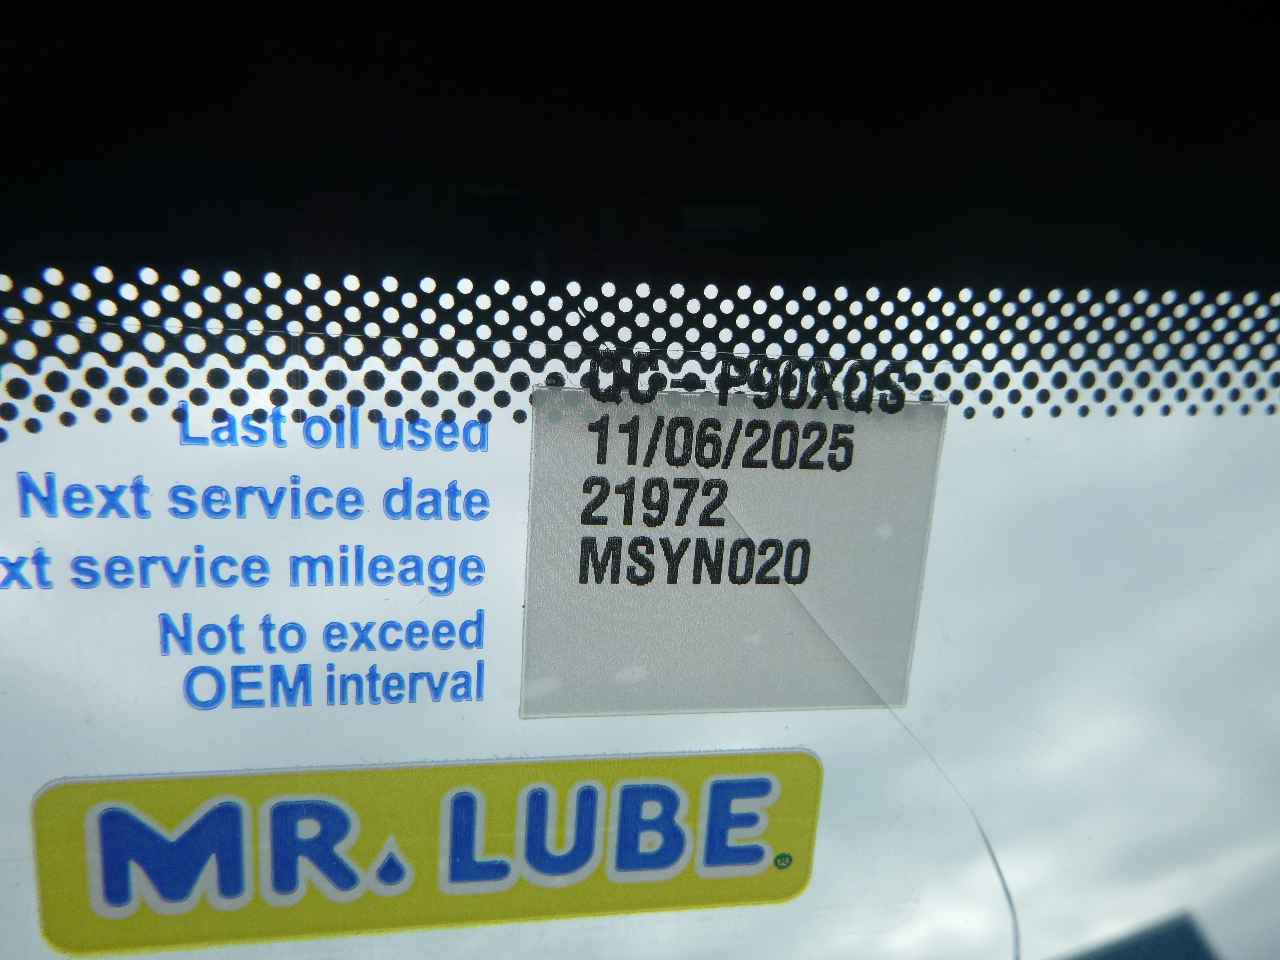 QC - P90XQS
Last oil used 11/06/2025
Next service date 21972
xt service mileage MSYN020
Not to exceed
OEM interval
MR. LUBE